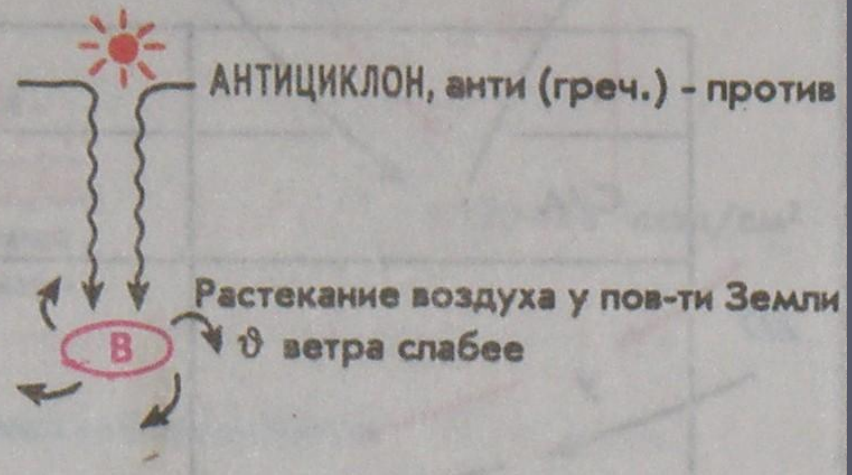 АНТИЦИКЛОН, анти (греч.) - против
Растекание воздуха у пов-ти Земли
В ϑ ветра слабее